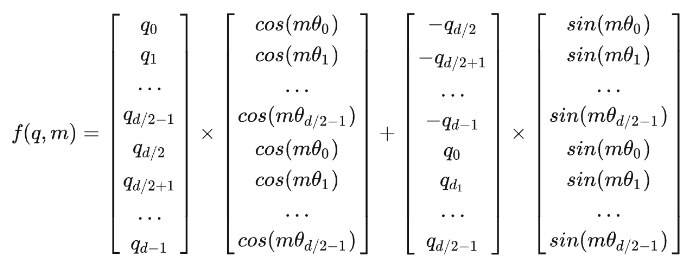 f(q, m) = [q_0 q_1 ⋯ q_{d/2−1} q_{d/2} q_{d/2+1} ⋯ q_{d−1}] × [cos(mθ_0) cos(mθ_1) … cos(mθ_{d/2−1}) cos(mθ_0) cos(mθ_1) … cos(mθ_{d/2−1})] + [−q_{d/2} −q_{d/2+1} ⋯ −q_{d−1} q_0 q_{d_1} ⋯ q_{d/2−1}] × [sin(mθ_0) sin(mθ_1) … sin(mθ_{d/2−1}) sin(mθ_0) sin(mθ_1) … sin(mθ_{d/2−1})]